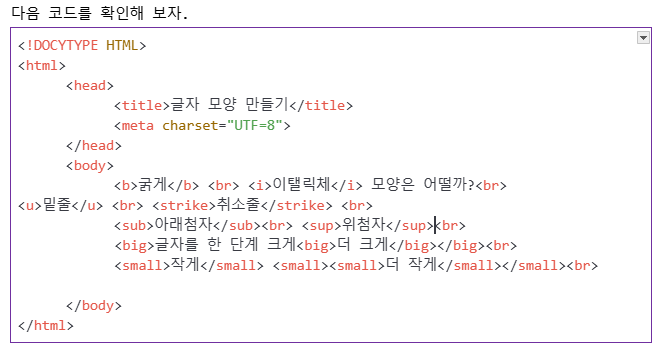 다음 코드를 확인해 보자.
<!DOCYTYPE HTML>
<html>
<head>
<title>글자 모양 만들기</title>
<meta charset="UTF=8">
</head>
<body>
<b>굵게</b> <br> <i>이탤릭체</i> 모양은 어떨까?<br>
<u>밑줄</u> <br> <strike>취소줄</strike> <br>
<sub>아래첨자</sub><br> <sup>위첨자</sup><br>
<big>글자를 한 단계 크게<big>더 크게</big></big><br>
<small>작게</small> <small><small>더 작게</small></small><br>
</body>
</html>